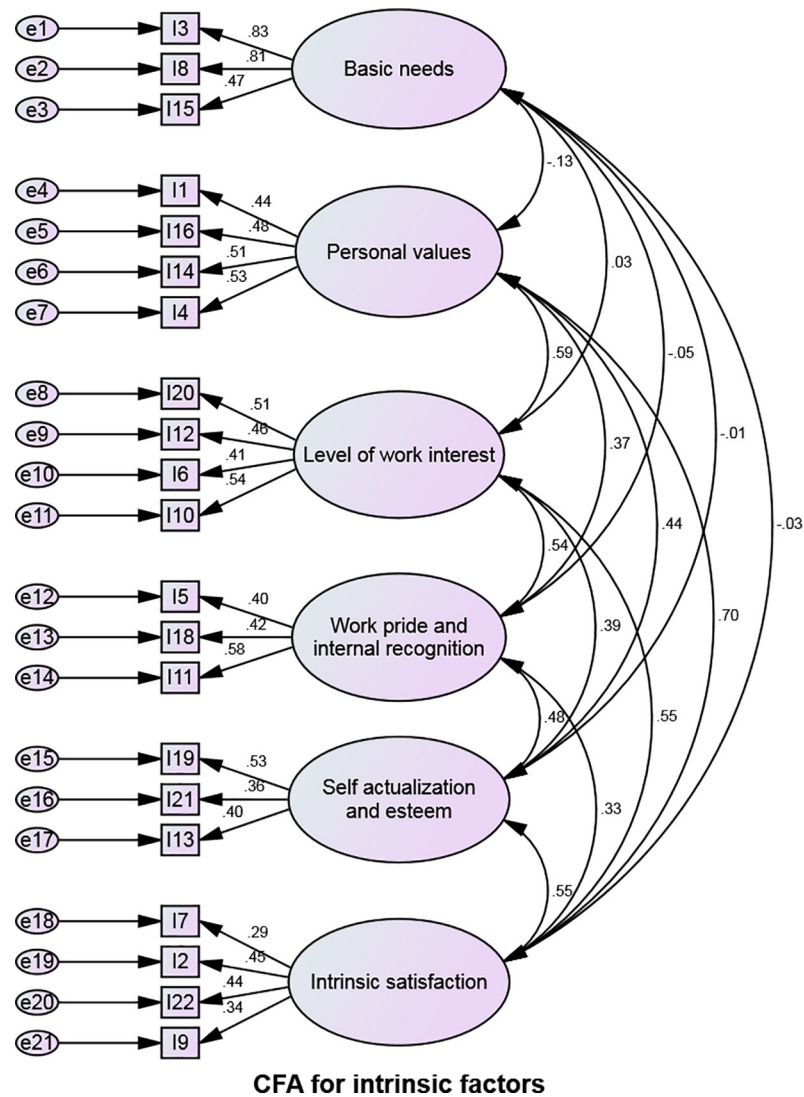 e1 I3 .83
e2 I8 .81
e3 I15 .47
Basic needs
-.13
e4 I1 .44
e5 I16 .48
e6 I14 .51
e7 I4 .53
Personal values
.03
.59
-.05
e8 I20 .51
e9 I12 .46
e10 I6 .41
e11 I10 .54
Level of work interest
-.01
.37
.44
-.03
.54
e12 I5 .40
e13 I18 .42
e14 I11 .58
Work pride and
internal recognition
.39
.70
.48
.55
e15 I19 .53
e16 I21 .36
e17 I13 .40
Self actualization
and esteem
.33
.55
e18 I7 .29
e19 I2 .45
e20 I22 .44
e21 I9 .34
Intrinsic satisfaction
CFA for intrinsic factors